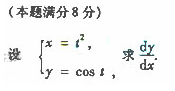 (本题满分8分)
设 { x = t²,
y = cos t ,
求 dy/dx.